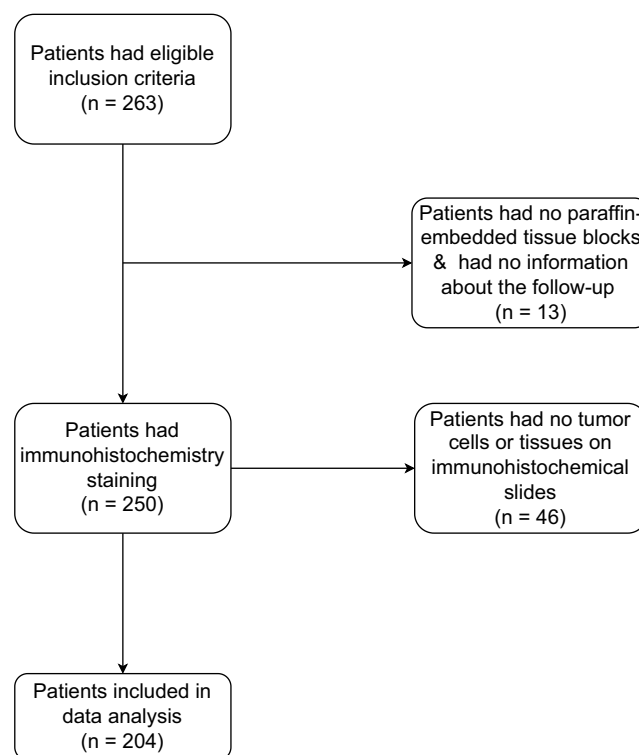 Patients had eligible
inclusion criteria
(n = 263)
Patients had no paraffin-
embedded tissue blocks
& had no information
about the follow-up
(n = 13)
Patients had
immunohistochemistry
staining
(n = 250)
Patients had no tumor
cells or tissues on
immunohistochemical
slides
(n = 46)
Patients included in
data analysis
(n = 204)